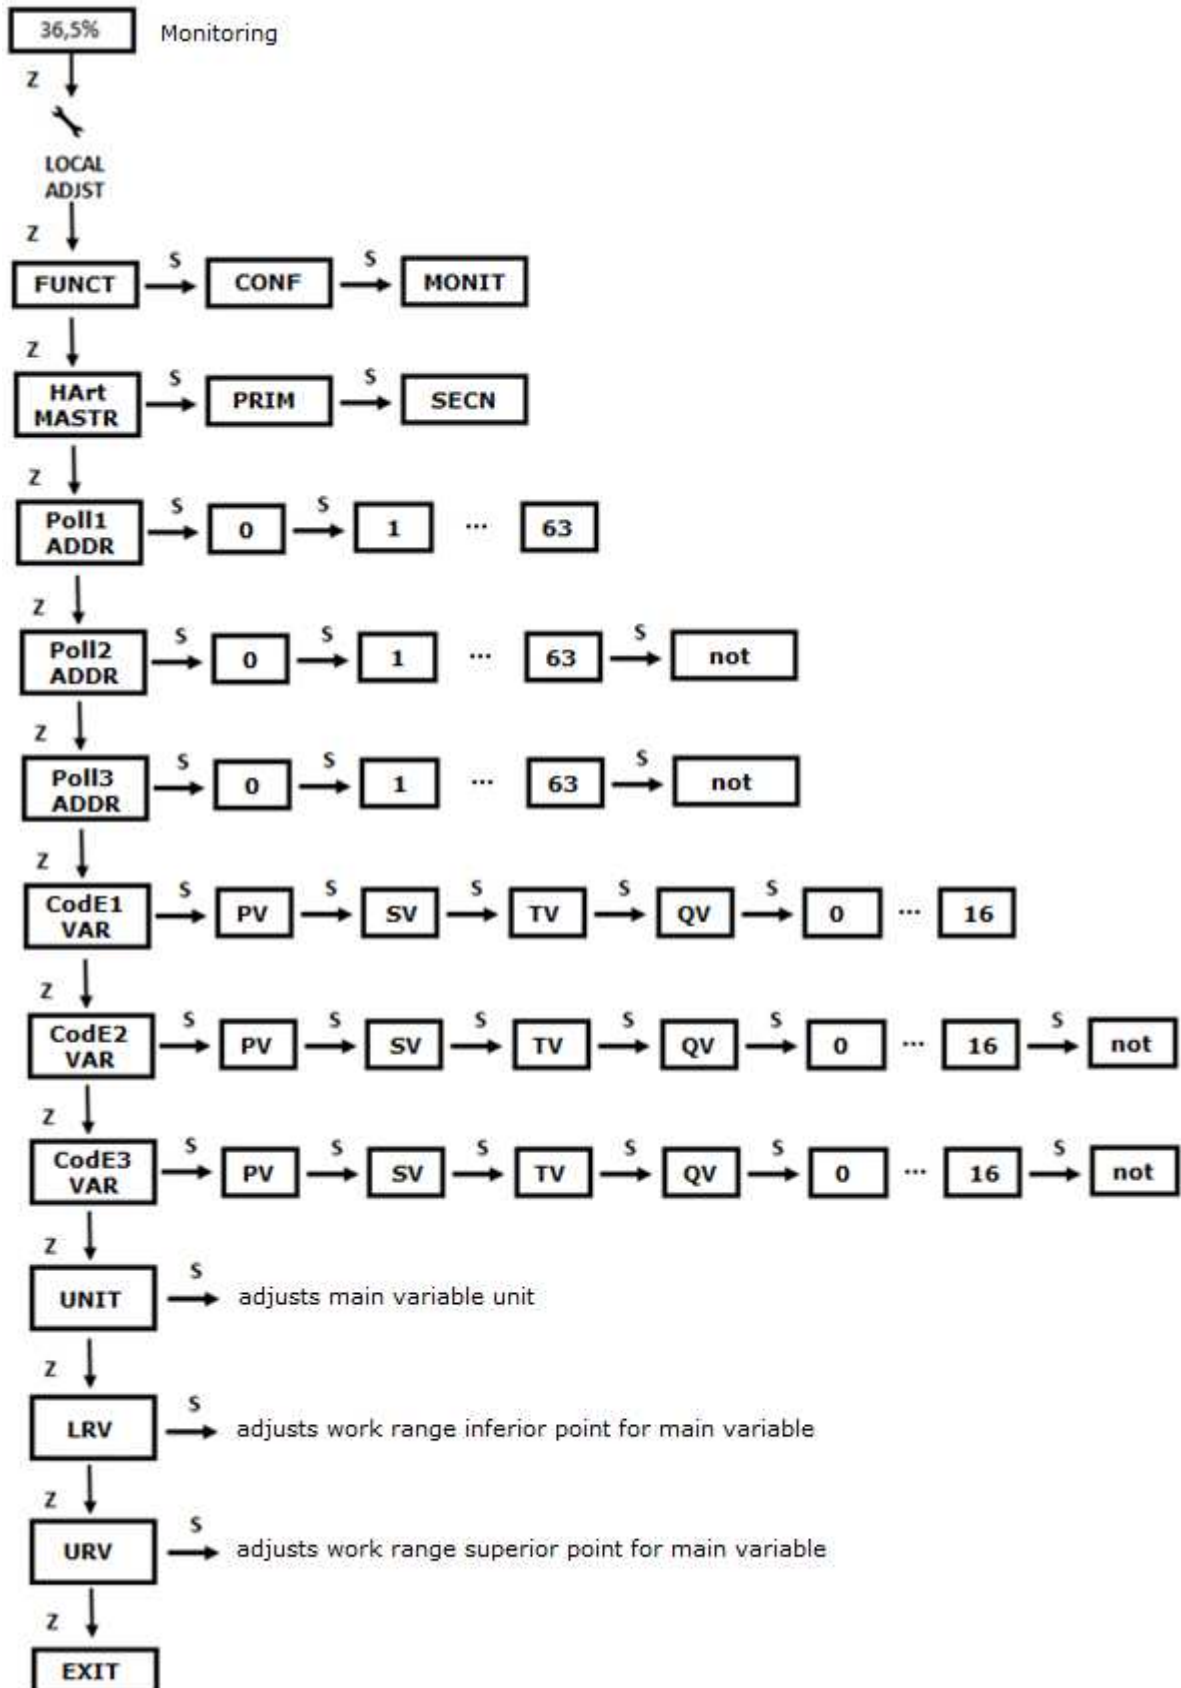 36,5% Monitoring
Z
LOCAL
ADJST
Z
S S
FUNCT CONF MONIT
Z
S S
HArt
MASTR PRIM SECN
Z
S S
Poll1
ADDR 0 1 ... 63
Z
S S S
Poll2
ADDR 0 1 ... 63 not
Z
S S S
Poll3
ADDR 0 1 ... 63 not
Z
S S S S S
CodE1
VAR PV SV TV QV 0 ... 16
Z
S S S S S S
CodE2
VAR PV SV TV QV 0 ... 16 not
Z
S S S S S S
CodE3
VAR PV SV TV QV 0 ... 16 not
Z
S
UNIT adjusts main variable unit
Z
S
LRV adjusts work range inferior point for main variable
Z
S
URV adjusts work range superior point for main variable
Z
EXIT